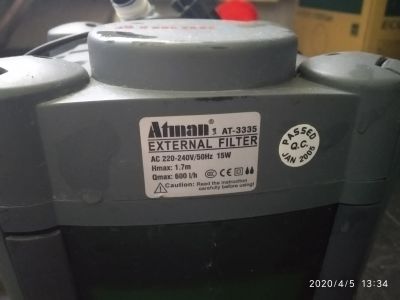 Atman AT-3335
EXTERNAL FILTER
AC 220-240V/50Hz 15W
Hmax: 1.7m
Qmax: 600 l/h
Caution: Read the instruction
carefully before using!
PASSED
Q.C.
JAN 2005
2020/4/5 13:34